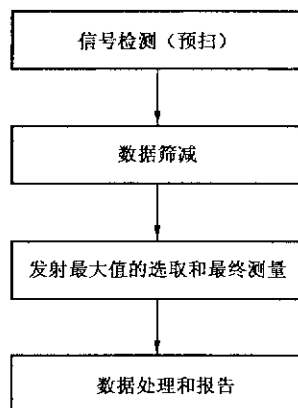 信号检测（预扫）
数据筛减
发射最大值的选取和最终测量
数据处理和报告